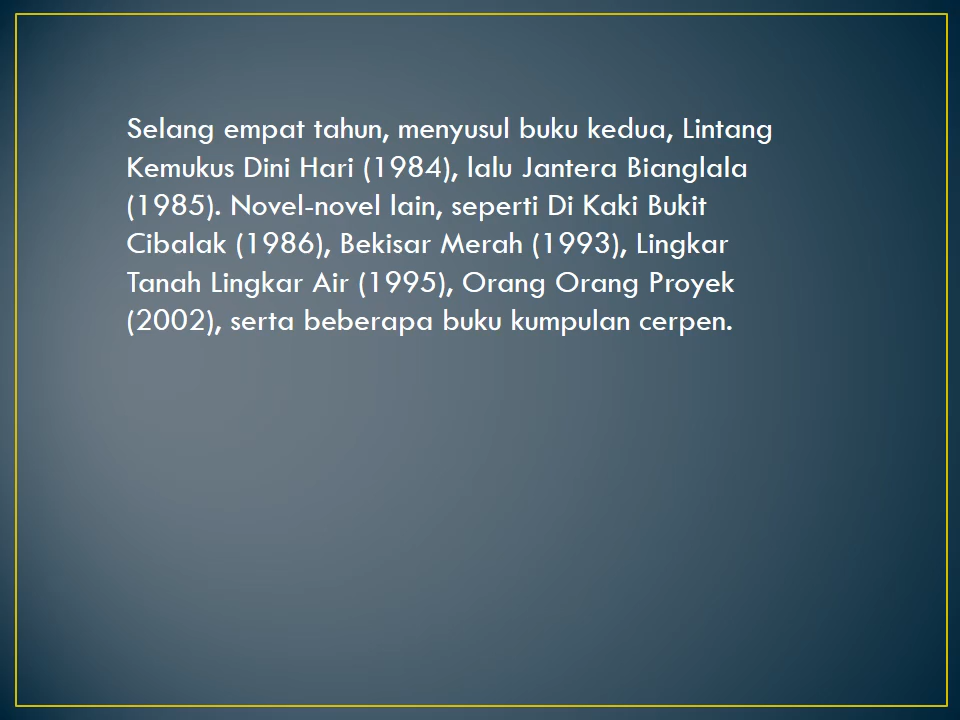 Selang empat tahun, menyusul buku kedua, Lintang
Kemukus Dini Hari (1984), lalu Jantera Bianglala
(1985). Novel-novel lain, seperti Di Kaki Bukit
Cibalak (1986), Bekisar Merah (1993), Lingkar
Tanah Lingkar Air (1995), Orang Orang Proyek
(2002), serta beberapa buku kumpulan cerpen.